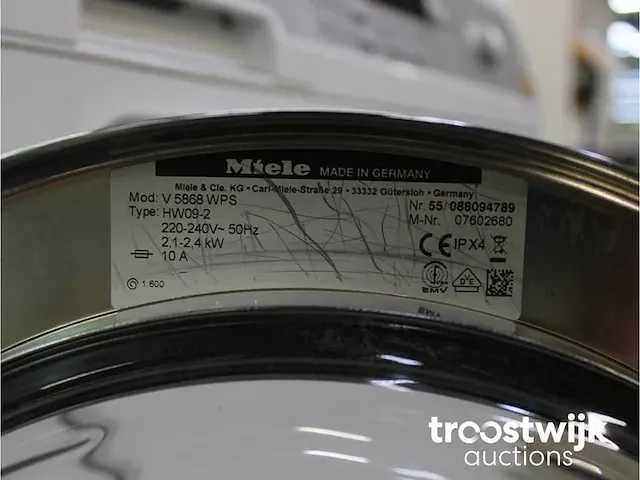 Miele MADE IN GERMANY
Miele & Cie. KG • Carl-Miele-Straße 29 • 33332 Gütersloh • Germany
Mod: V 5868 WPS
Type: HW09-2
220-240V~ 50Hz
2,1-2,4 kW
10 A
1.600
Nr. 55/088094789
M-Nr. 07602680
CE IPX4
EMV
DVE
troostwijk
auctions